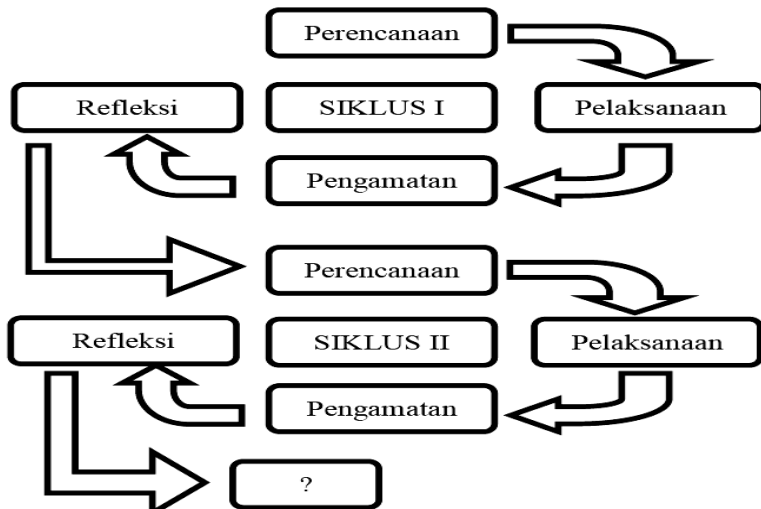 Perencanaan
Refleksi
SIKLUS I
Pelaksanaan
Pengamatan
Perencanaan
Refleksi
SIKLUS II
Pelaksanaan
Pengamatan
?